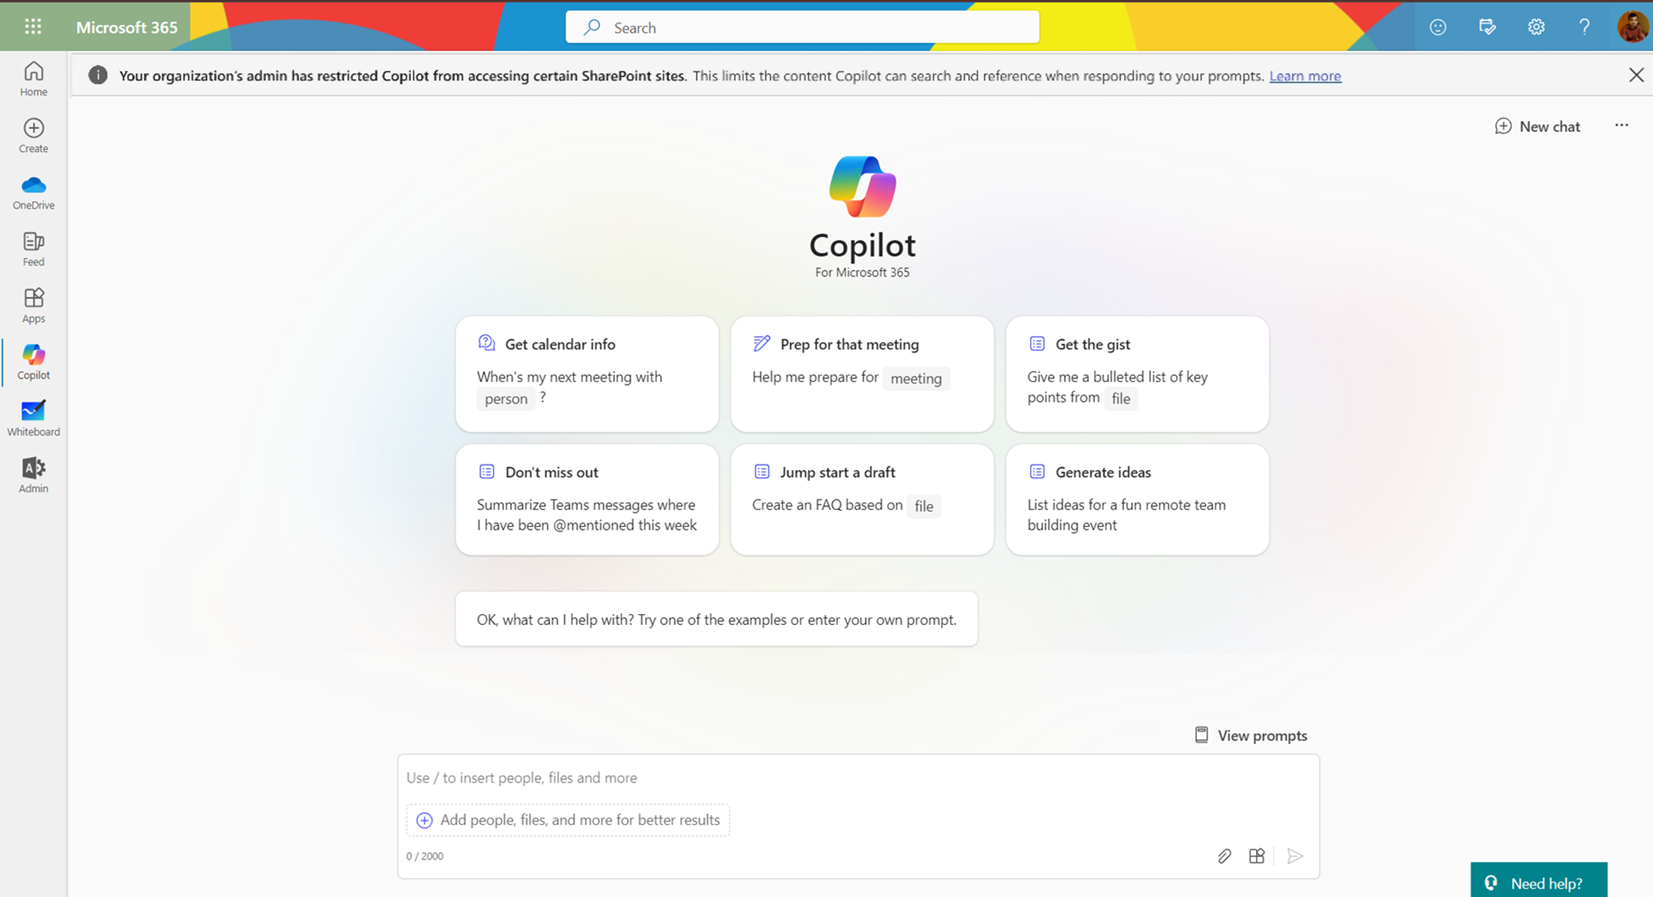 Microsoft 365
Search
Home
Create
OneDrive
Feed
Apps
Copilot
Whiteboard
Admin
Your organization's admin has restricted Copilot from accessing certain SharePoint sites. This limits the content Copilot can search and reference when responding to your prompts. Learn more
New chat
Copilot
For Microsoft 365
Get calendar info
When's my next meeting with
person ?
Prep for that meeting
Help me prepare for meeting
Get the gist
Give me a bulleted list of key
points from file
Don't miss out
Summarize Teams messages where
I have been @mentioned this week
Jump start a draft
Create an FAQ based on file
Generate ideas
List ideas for a fun remote team
building event
OK, what can I help with? Try one of the examples or enter your own prompt.
View prompts
Use / to insert people, files and more
Add people, files, and more for better results
0 / 2000
Need help?